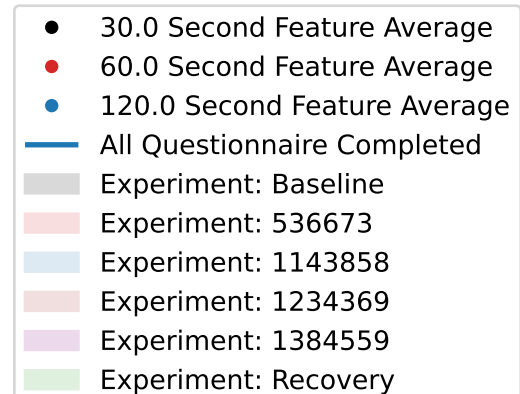 30.0 Second Feature Average
60.0 Second Feature Average
120.0 Second Feature Average
All Questionnaire Completed
Experiment: Baseline
Experiment: 536673
Experiment: 1143858
Experiment: 1234369
Experiment: 1384559
Experiment: Recovery